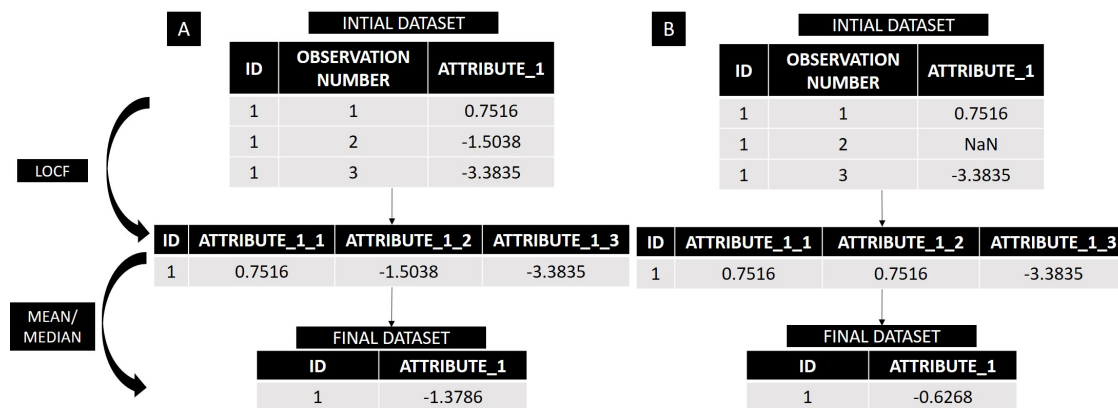 A
INTIAL DATASET
ID OBSERVATION NUMBER ATTRIBUTE_1
1 1 0.7516
1 2 -1.5038
1 3 -3.3835
LOCF
ID ATTRIBUTE_1_1 ATTRIBUTE_1_2 ATTRIBUTE_1_3
1 0.7516 -1.5038 -3.3835
MEAN/
MEDIAN
FINAL DATASET
ID ATTRIBUTE_1
1 -1.3786
B
INTIAL DATASET
ID OBSERVATION NUMBER ATTRIBUTE_1
1 1 0.7516
1 2 NaN
1 3 -3.3835
ID ATTRIBUTE_1_1 ATTRIBUTE_1_2 ATTRIBUTE_1_3
1 0.7516 0.7516 -3.3835
FINAL DATASET
ID ATTRIBUTE_1
1 -0.6268